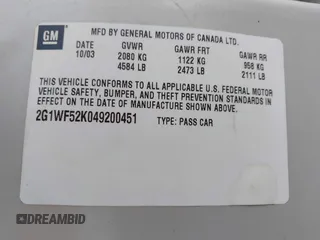 GM
MFD BY GENERAL MOTORS OF CANADA LTD.
DATE GVWR GAWR FRT GAWR RR
10/03 2080 KG 1122 KG 958 KG
4584 LB 2473 LB 2111 LB
THIS VEHICLE CONFORMS TO ALL APPLICABLE U.S. FEDERAL MOTOR
VEHICLE SAFETY, BUMPER, AND THEFT PREVENTION STANDARDS IN
EFFECT ON THE DATE OF MANUFACTURE SHOWN ABOVE.
2G1WF52K049200451 TYPE: PASS CAR
DREAMBID